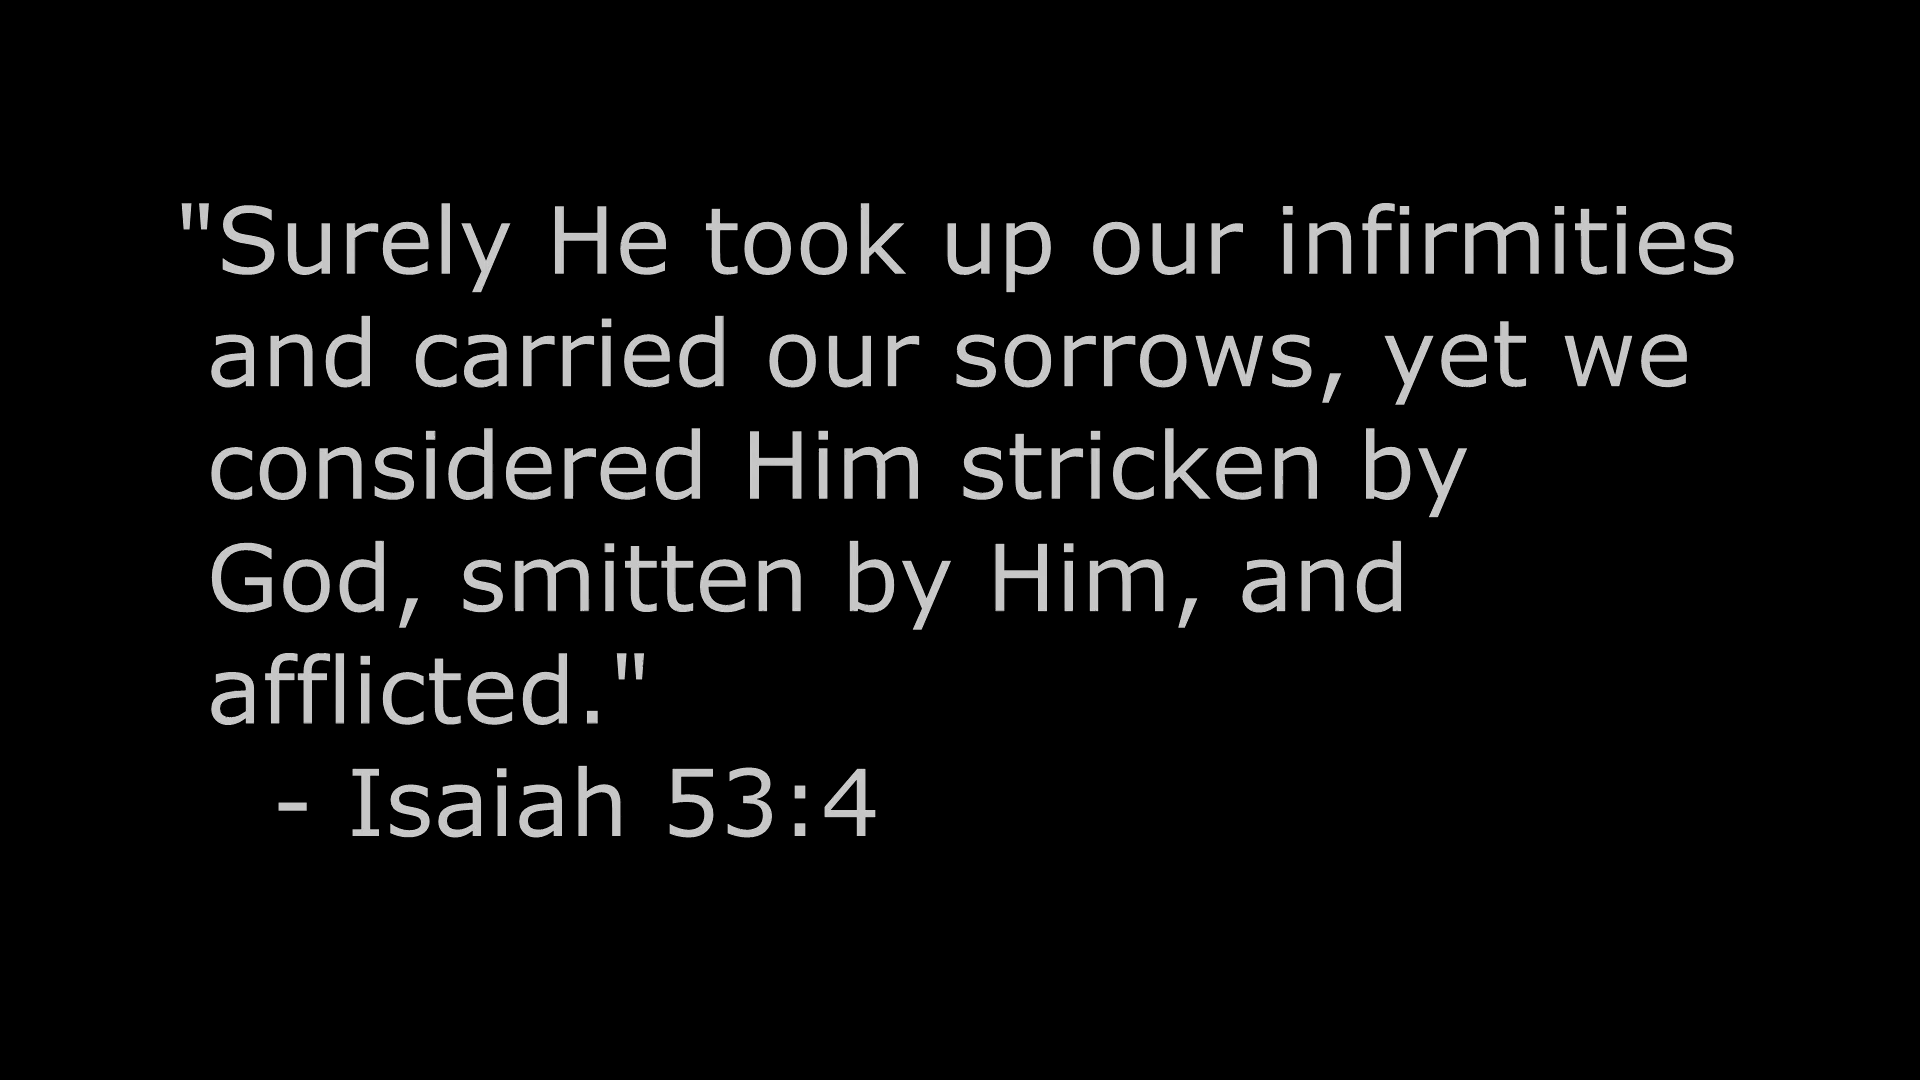 "Surely He took up our infirmities
and carried our sorrows, yet we
considered Him stricken by
God, smitten by Him, and
afflicted."
- Isaiah 53:4